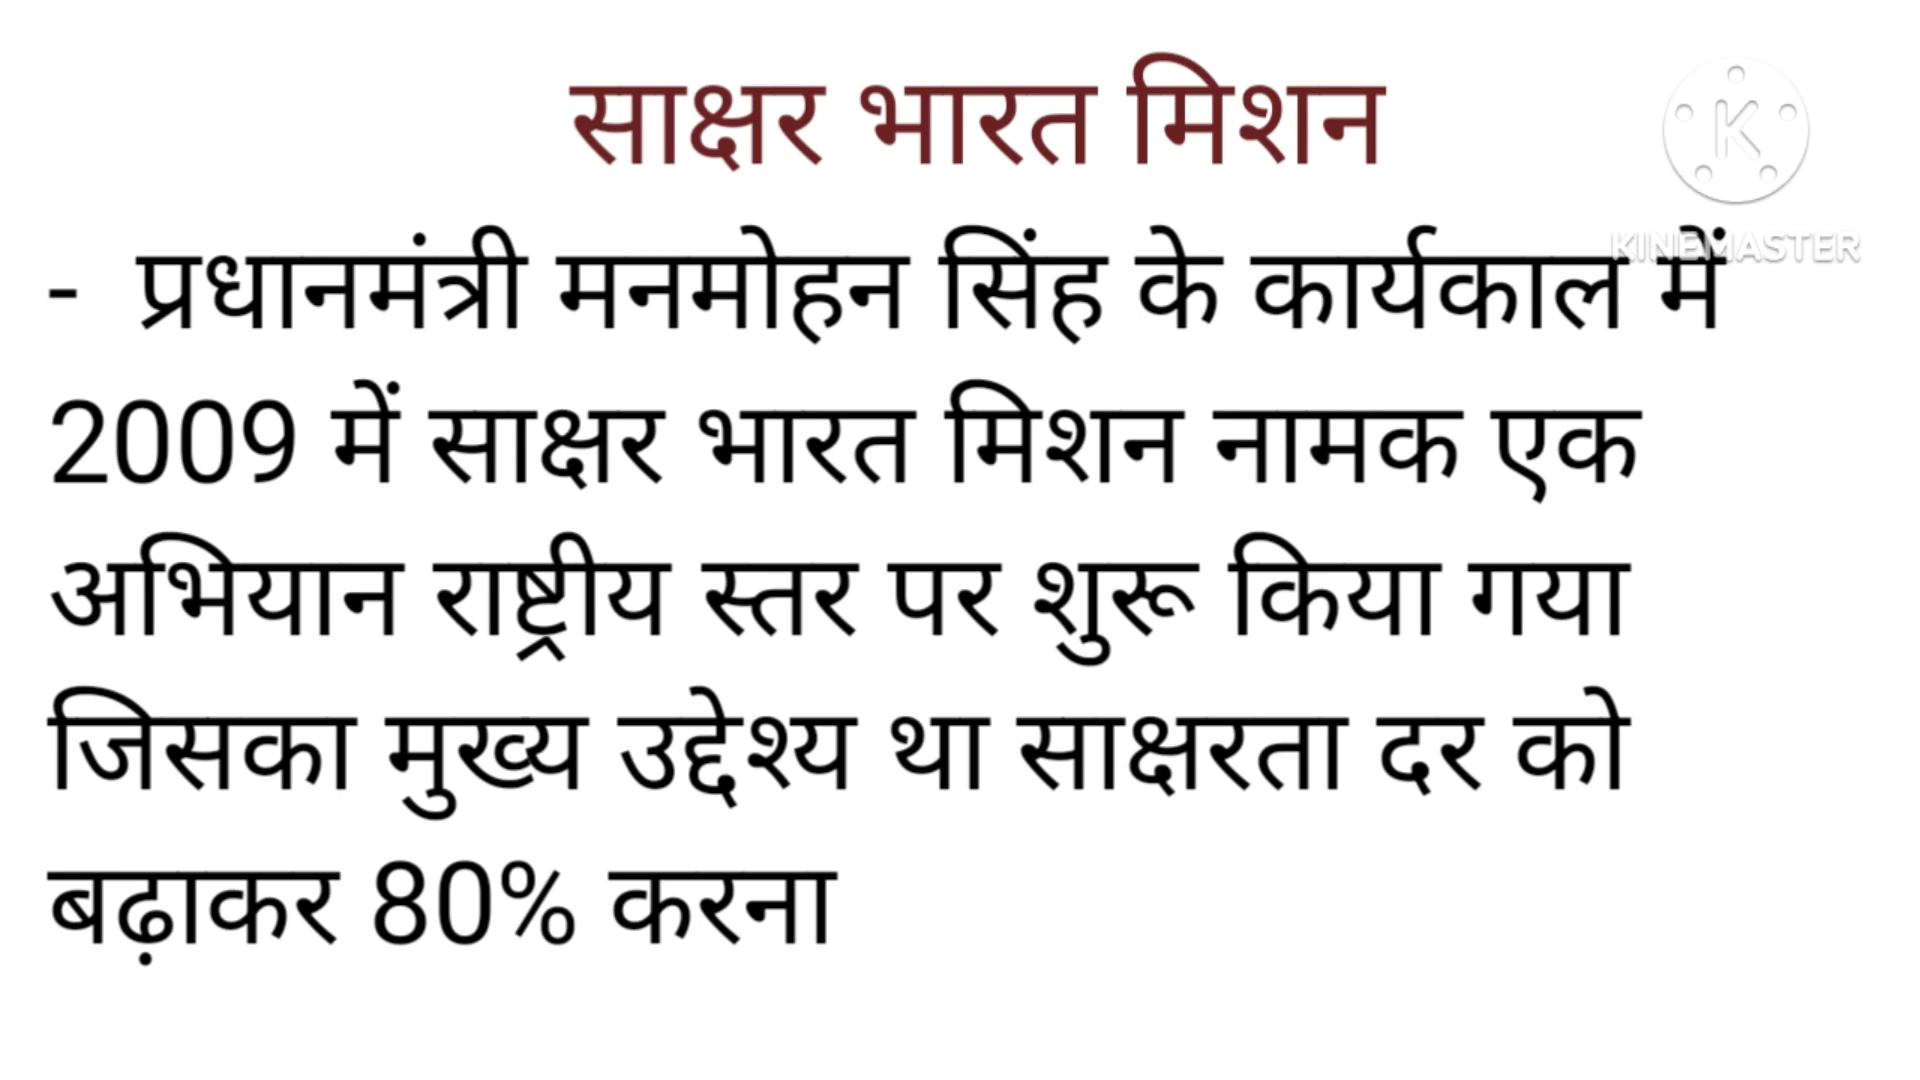 साक्षर भारत मिशन
- प्रधानमंत्री मनमोहन सिंह के कार्यकाल में
2009 में साक्षर भारत मिशन नामक एक
अभियान राष्ट्रीय स्तर पर शुरू किया गया
जिसका मुख्य उद्देश्य था साक्षरता दर को
बढ़ाकर 80% करना
K
KINEMASTER